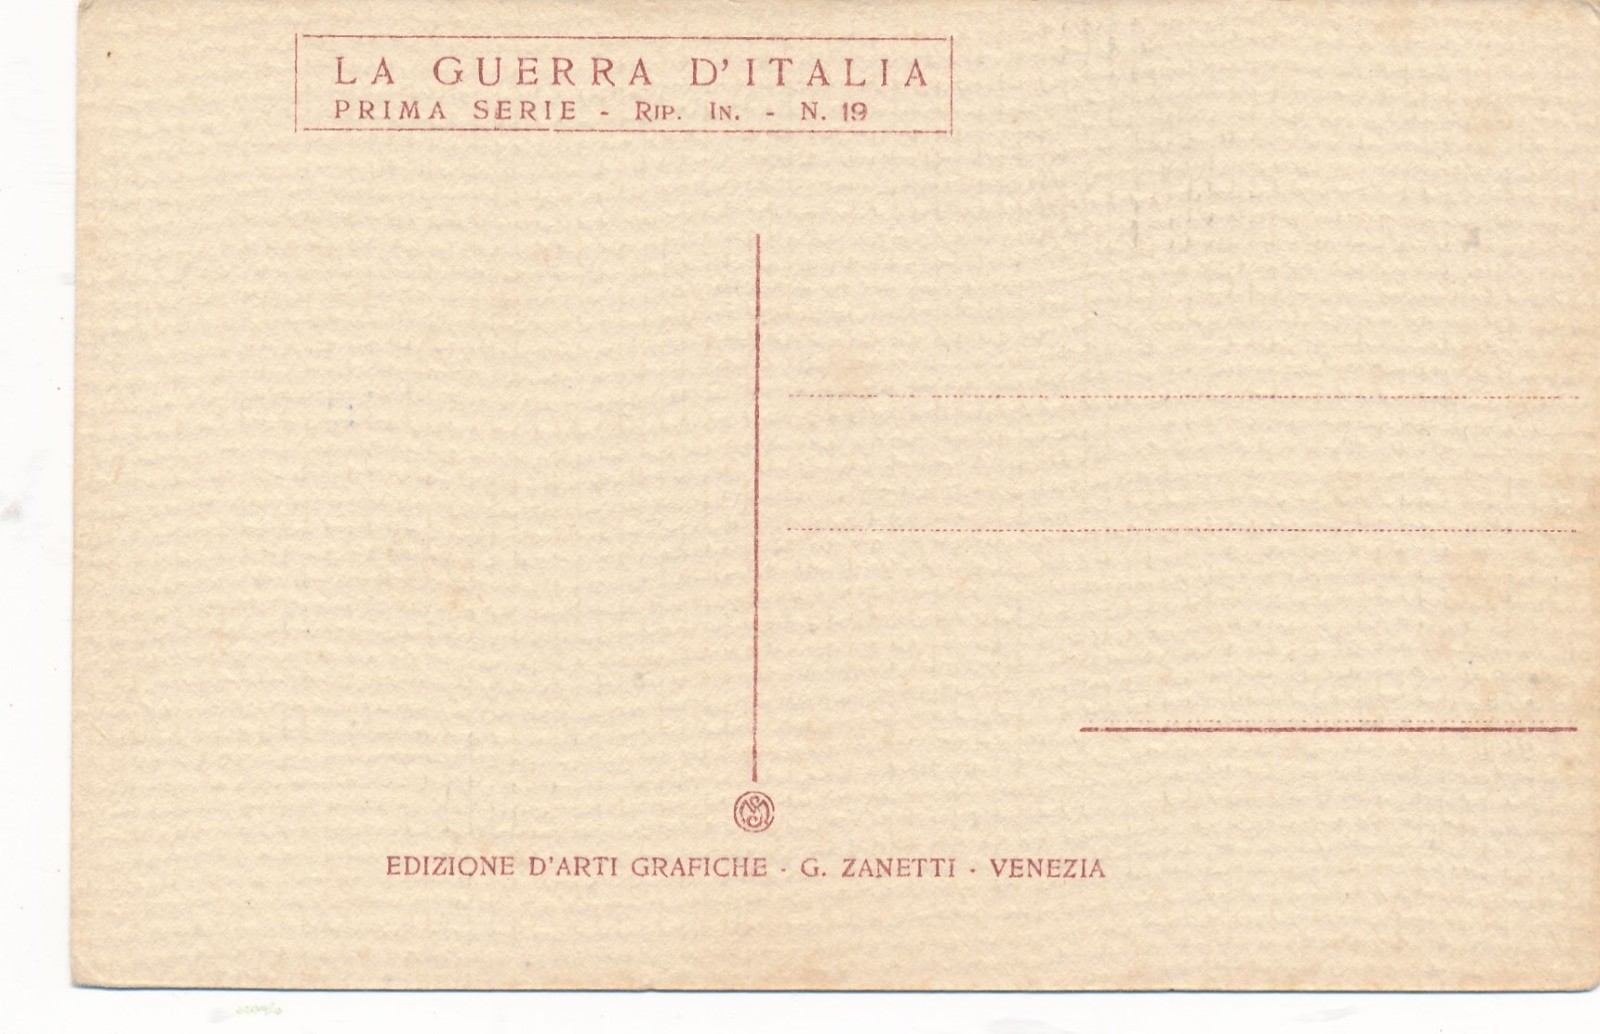 LA GUERRA D'ITALIA
PRIMA SERIE - RIP. IN. - N. 19
EDIZIONE D'ARTI GRAFICHE - G. ZANETTI - VENEZIA